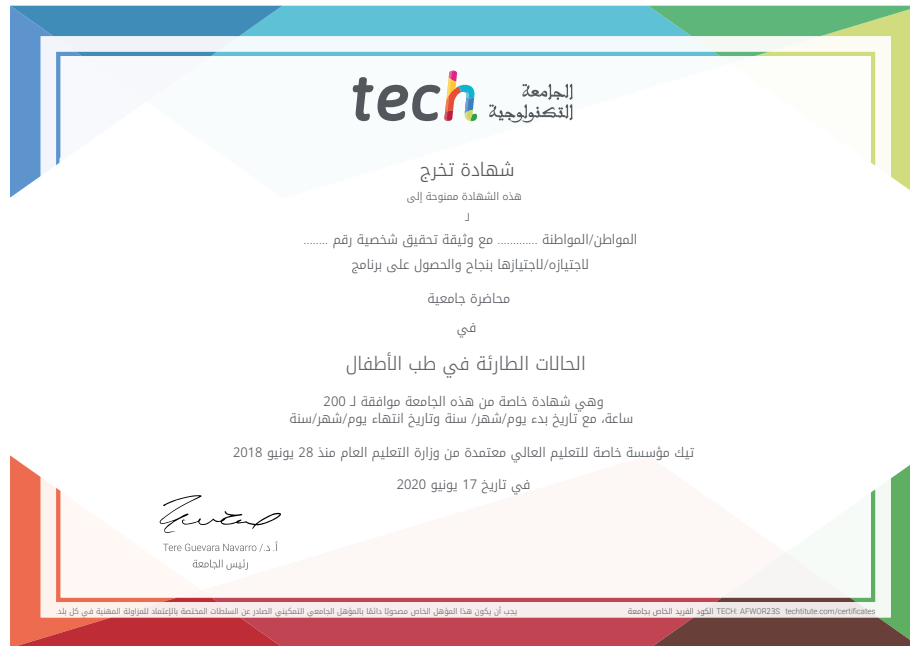 tech الجامعة
التكنولوجية
شهادة تخرج
هذه الشهادة ممنوحة إلى
لـ
المواطن/المواطنة ............ مع وثيقة تحقيق شخصية رقم ........
لاجتيازه/لاجتيازها بنجاح والحصول على برنامج
محاضرة جامعية
في
الحالات الطارئة في طب الأطفال
وهي شهادة خاصة من هذه الجامعة موافقة لـ 200
ساعة، مع تاريخ بدء يوم/شهر/ سنة وتاريخ انتهاء يوم/شهر/سنة
تيك مؤسسة خاصة للتعليم العالي معتمدة من وزارة التعليم العام منذ 28 يونيو 2018
في تاريخ 17 يونيو 2020
أ.د./ Tere Guevara Navarro
رئيس الجامعة
يجب أن يكون هذا المؤهل الخاص مصحوبًا دائمًا بالمؤهل الجامعي التمكيني الصادر عن السلطات المختصة بالإعتماد للمزاولة المهنية في كل بلد.
الكود الفريد الخاص بجامعة TECH: AFWOR23S techtitute.com/certificates